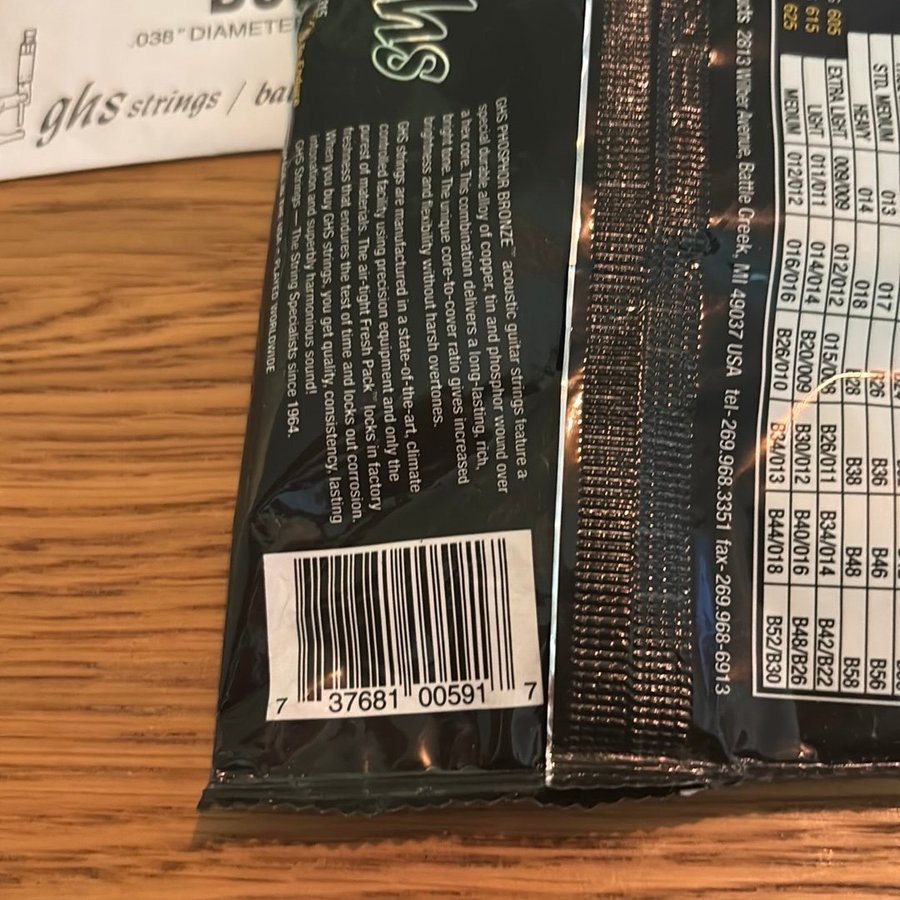 .038" DIAMETE
ghs strings / bal
ghs
GHS PHOSPHOR BRONZE™ acoustic guitar strings feature a
special durable alloy of copper, tin and phosphor wound over
a hex core. This combination delivers a long-lasting, rich,
bright tone. The unique core-to-cover ratio gives increased
brightness and flexibility without harsh overtones.
GHS strings are manufactured in a state-of-the-art, climate
controlled facility using precision equipment and only the
purest of materials. The air-tight Fresh Pack™ locks in factory
freshness that endures the test of time and locks out corrosion.
When you buy GHS strings, you get quality, consistency, lasting
intonation and superbly harmonious sound!
GHS Strings — The String Specialists since 1964.
WORLDWIDE
7 37681 00591 7
2813 Wilber Avenue, Battle Creek, MI 49037 USA tel- 269.968.3351 fax- 269.968-6913
STD. MEDIUM 013 017 B26 B36 B46 B56
605 HEAVY 014 018 B28 B38 B48 B58
615 EXTRA LIGHT 009/009 012/012 015/008 B26/011 B34/014 B42/B22
625 LIGHT 011/011 014/014 B20/009 B30/012 B40/016 B48/B26
MEDIUM 012/012 016/016 B26/010 B34/013 B44/018 B52/B30